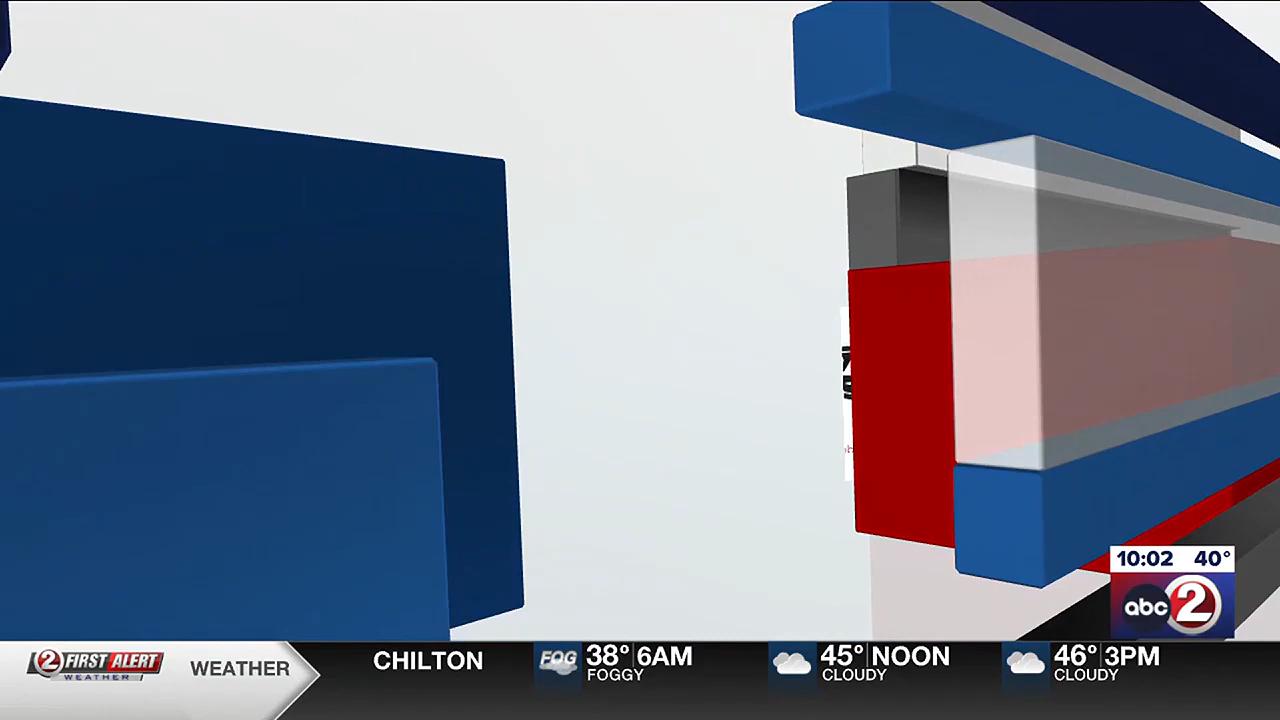 10:02 40°
abc 2
2 FIRST ALERT
WEATHER
WEATHER
CHILTON
FOG
38° 6AM
FOGGY
45° NOON
CLOUDY
46° 3PM
CLOUDY